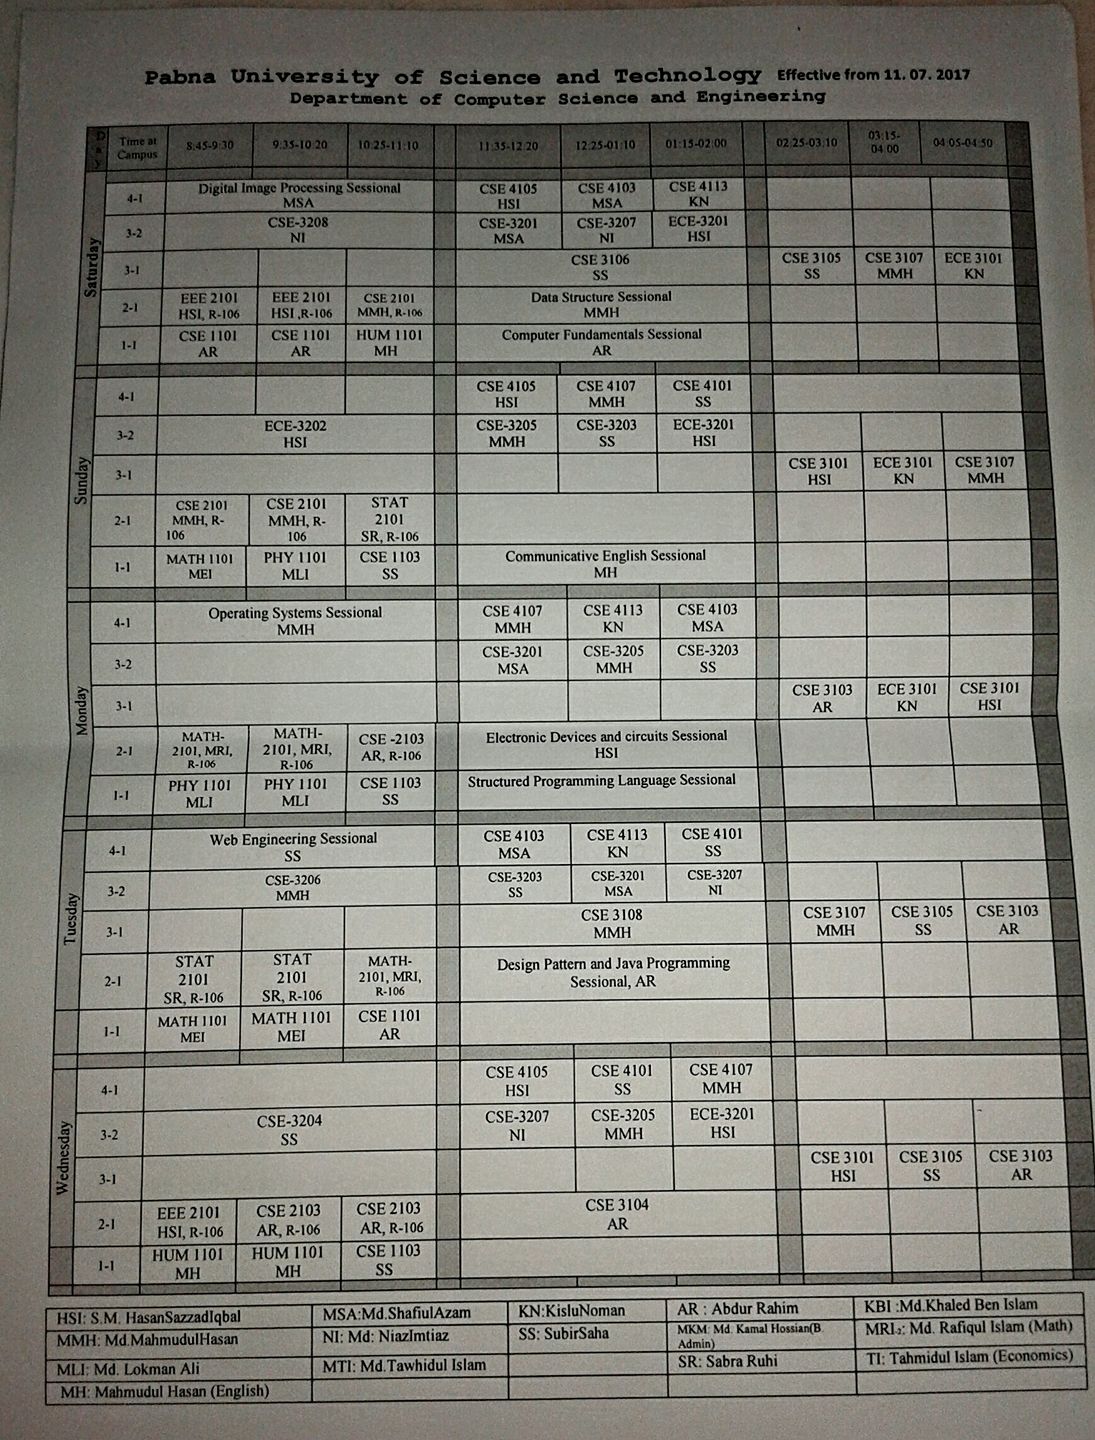 Pabna University of Science and Technology Effective from 11. 07. 2017
Department of Computer Science and Engineering
Day Time at Campus 8:45-9:30 9:35-10:20 10:25-11:10 11:35-12:20 12:25-01:10 01:15-02:00 02:25-03:10 03:15-04:00 04:05-04:50
Saturday
4-1 Digital Image Processing Sessional CSE 4105 CSE 4103 CSE 4113
MSA HSI MSA KN
3-2 CSE-3208 CSE-3201 CSE-3207 ECE-3201
NI MSA NI HSI
3-1 CSE 3106 CSE 3105 CSE 3107 ECE 3101
SS SS MMH KN
2-1 EEE 2101 EEE 2101 CSE 2101 Data Structure Sessional
HSI, R-106 HSI ,R-106 MMH, R-106 MMH
1-1 CSE 1101 CSE 1101 HUM 1101 Computer Fundamentals Sessional
AR AR MH AR
Sunday
4-1 CSE 4105 CSE 4107 CSE 4101
HSI MMH SS
3-2 ECE-3202 CSE-3205 CSE-3203 ECE-3201
HSI MMH SS HSI
3-1 CSE 3101 ECE 3101 CSE 3107
HSI KN MMH
2-1 CSE 2101 CSE 2101 STAT
MMH, R- MMH, R- 2101
106 106 SR, R-106
1-1 MATH 1101 PHY 1101 CSE 1103 Communicative English Sessional
MEI MLI SS MH
Monday
4-1 Operating Systems Sessional CSE 4107 CSE 4113 CSE 4103
MMH MMH KN MSA
3-2 CSE-3201 CSE-3205 CSE-3203
MSA MMH SS
3-1 CSE 3103 ECE 3101 CSE 3101
AR KN HSI
2-1 MATH- MATH- CSE -2103 Electronic Devices and circuits Sessional
2101, MRI, 2101, MRI, AR, R-106 HSI
R-106 R-106
1-1 PHY 1101 PHY 1101 CSE 1103 Structured Programming Language Sessional
MLI MLI SS
Tuesday
4-1 Web Engineering Sessional CSE 4103 CSE 4113 CSE 4101
SS MSA KN SS
3-2 CSE-3206 CSE-3203 CSE-3201 CSE-3207
MMH SS MSA NI
3-1 CSE 3108 CSE 3107 CSE 3105 CSE 3103
MMH MMH SS AR
2-1 STAT STAT MATH- Design Pattern and Java Programming
2101 2101 2101, MRI, Sessional, AR
SR, R-106 SR, R-106 R-106
1-1 MATH 1101 MATH 1101 CSE 1101
MEI MEI AR
Wednesday
4-1 CSE 4105 CSE 4101 CSE 4107
HSI SS MMH
3-2 CSE-3204 CSE-3207 CSE-3205 ECE-3201
SS NI MMH HSI
3-1 CSE 3101 CSE 3105 CSE 3103
HSI SS AR
2-1 EEE 2101 CSE 2103 CSE 2103 CSE 3104
HSI, R-106 AR, R-106 AR, R-106 AR
1-1 HUM 1101 HUM 1101 CSE 1103
MH MH SS
HSI: S.M. HasanSazzadIqbal MSA:Md.ShafiulAzam KN:KisluNoman AR : Abdur Rahim KBI :Md.Khaled Ben Islam
MMH: Md.MahmudulHasan NI: Md: NiazImtiaz SS: SubirSaha MKM: Md. Kamal Hossian(B. Admin) MRI : Md. Rafiqul Islam (Math)
MLI: Md. Lokman Ali MTI: Md.Tawhidul Islam SR: Sabra Ruhi TI: Tahmidul Islam (Economics)
MH: Mahmudul Hasan (English)